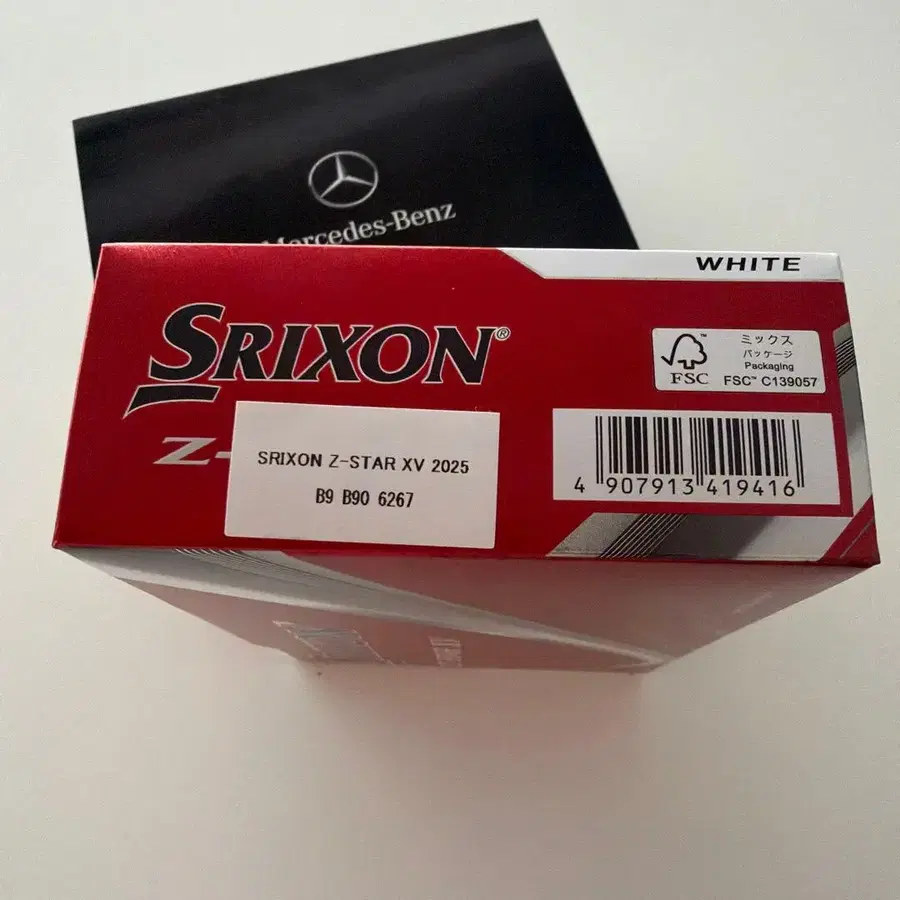 Mercedes-Benz
WHITE
SRIXON®
Z-
SRIXON Z-STAR XV 2025
B9 B90 6267
FSC™
ミックス
パッケージ
Packaging
FSC™ C139057
4 907913 419416